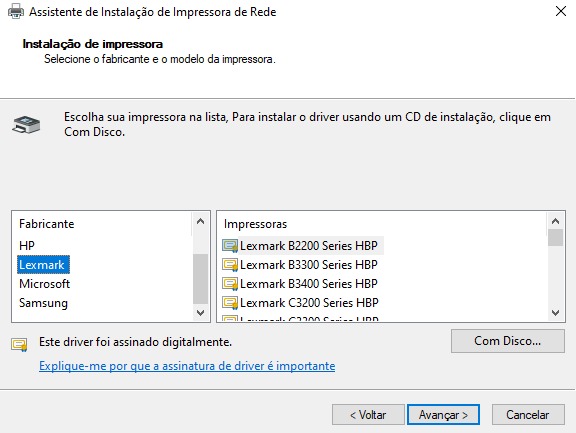 Assistente de Instalação de Impressora de Rede
Instalação de impressora
Selecione o fabricante e o modelo da impressora.
Escolha sua impressora na lista, Para instalar o driver usando um CD de instalação, clique em
Com Disco.
Fabricante
HP
Lexmark
Microsoft
Samsung
Impressoras
Lexmark B2200 Series HBP
Lexmark B3300 Series HBP
Lexmark B3400 Series HBP
Lexmark C3200 Series HBP
Este driver foi assinado digitalmente.
Com Disco...
Explique-me por que a assinatura de driver é importante
< Voltar
Avançar >
Cancelar